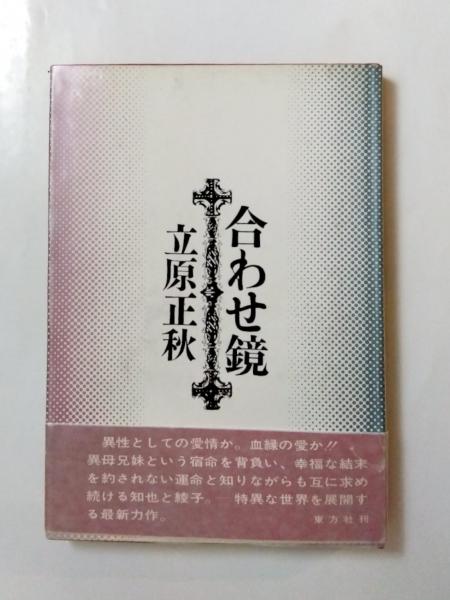 合わせ鏡
立原正秋
異性としての愛情か。血縁の愛か!!
異母兄妹という宿命を背負い、幸福な結末
を約されない運命と知りながらも互に求め
続ける知也と綾子。──特異な世界を展開す
る最新力作。
東方社刊